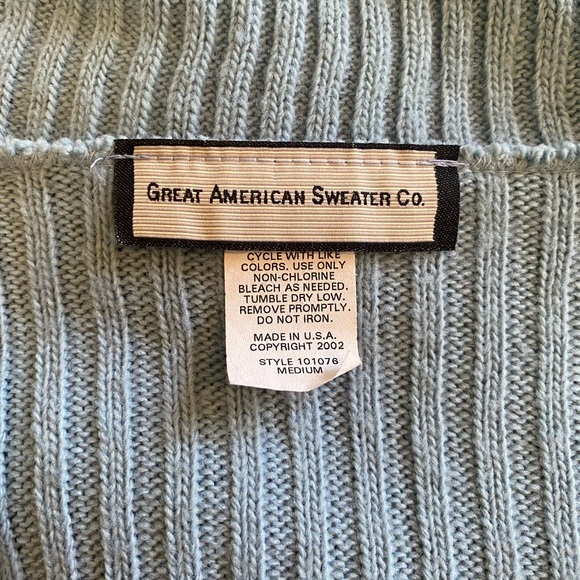 GREAT AMERICAN SWEATER CO.
CYCLE WITH LIKE
COLORS. USE ONLY
NON-CHLORINE
BLEACH AS NEEDED.
TUMBLE DRY LOW.
REMOVE PROMPTLY.
DO NOT IRON.
MADE IN U.S.A.
COPYRIGHT 2002
STYLE 101076
MEDIUM